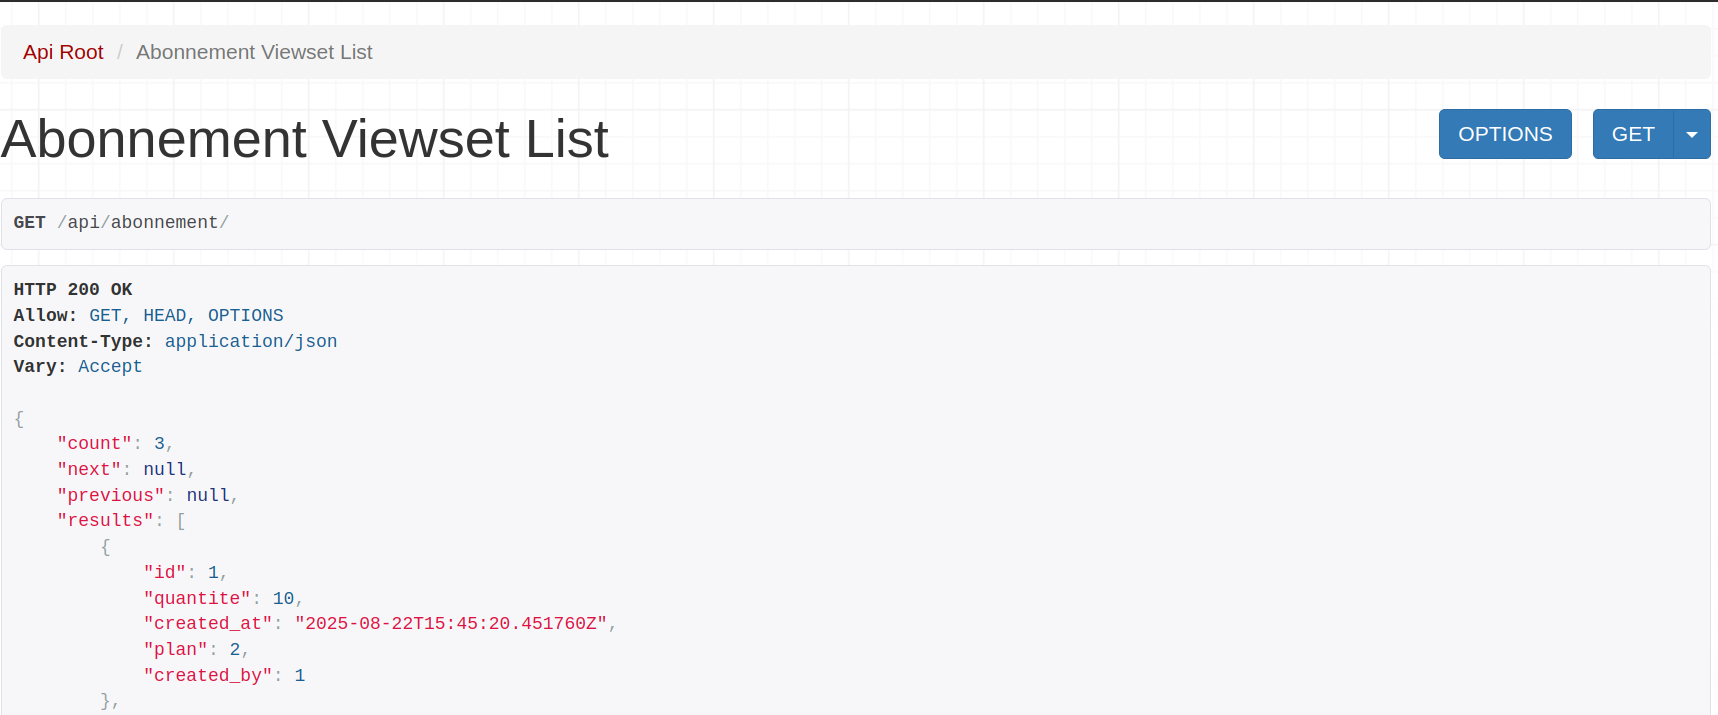 Api Root / Abonnement Viewset List
Abonnement Viewset List
OPTIONS
GET
GET /api/abonnement/
HTTP 200 OK
Allow: GET, HEAD, OPTIONS
Content-Type: application/json
Vary: Accept
{
    "count": 3,
    "next": null,
    "previous": null,
    "results": [
        {
            "id": 1,
            "quantite": 10,
            "created_at": "2025-08-22T15:45:20.451760Z",
            "plan": 2,
            "created_by": 1
        },